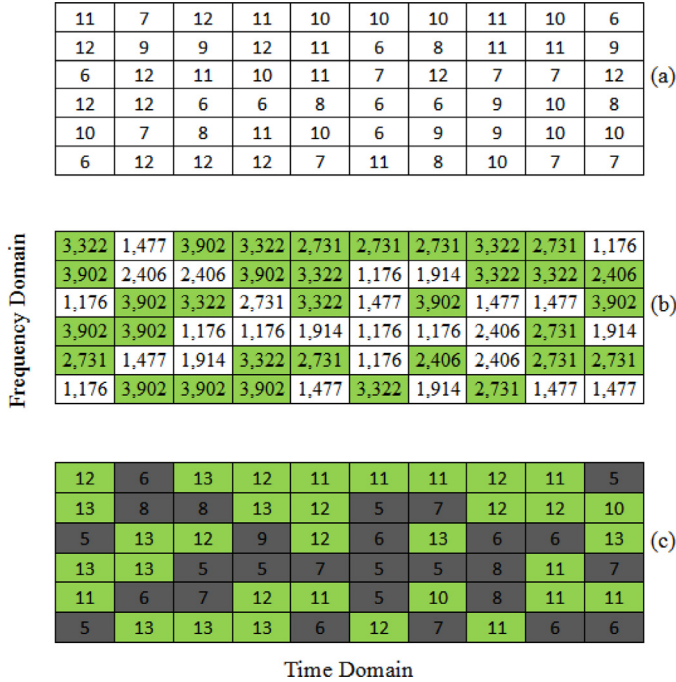 11 7 12 11 10 10 10 11 10 6
12 9 9 12 11 6 8 11 11 9
6 12 11 10 11 7 12 7 7 12
12 12 6 6 8 6 6 9 10 8
10 7 8 11 10 6 9 9 10 10
6 12 12 12 7 11 8 10 7 7
(a)
Frequency Domain
3,322 1,477 3,902 3,322 2,731 2,731 2,731 3,322 2,731 1,176
3,902 2,406 2,406 3,902 3,322 1,176 1,914 3,322 3,322 2,406
1,176 3,902 3,322 2,731 3,322 1,477 3,902 1,477 1,477 3,902
3,902 3,902 1,176 1,176 1,914 1,176 1,176 2,406 2,731 1,914
2,731 1,477 1,914 3,322 2,731 1,176 2,406 2,406 2,731 2,731
1,176 3,902 3,902 3,902 1,477 3,322 1,914 2,731 1,477 1,477
(b)
12 6 13 12 11 11 11 12 11 5
13 8 8 13 12 5 7 12 12 10
5 13 12 9 12 6 13 6 6 13
13 13 5 5 7 5 5 8 11 7
11 6 7 12 11 5 10 8 11 11
5 13 13 13 6 12 7 11 6 6
(c)
Time Domain